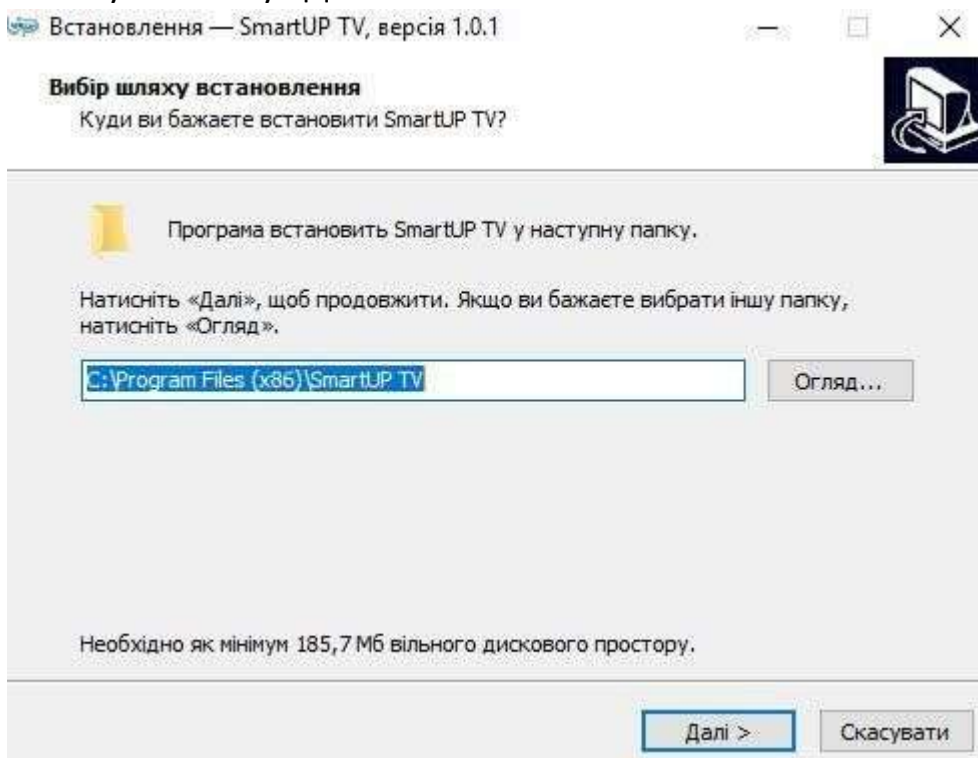 Встановлення — SmartUP TV, версія 1.0.1
Вибір шляху встановлення
Куди ви бажаєте встановити SmartUP TV?
Програма встановить SmartUP TV у наступну папку.
Натисніть «Далі», щоб продовжити. Якщо ви бажаєте вибрати іншу папку,
натисніть «Огляд».
C:\Program Files (x86)\SmartUP TV
Огляд...
Необхідно як мінімум 185,7 Мб вільного дискового простору.
Далі >
Скасувати